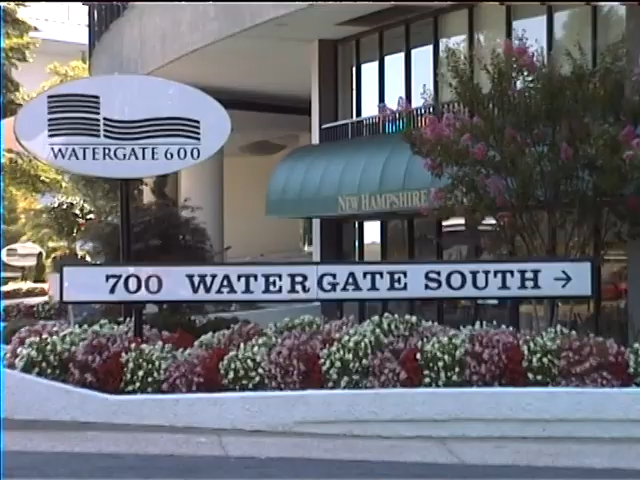 WATERGATE 600
NEW HAMPSHIRE
700 WATERGATE SOUTH →